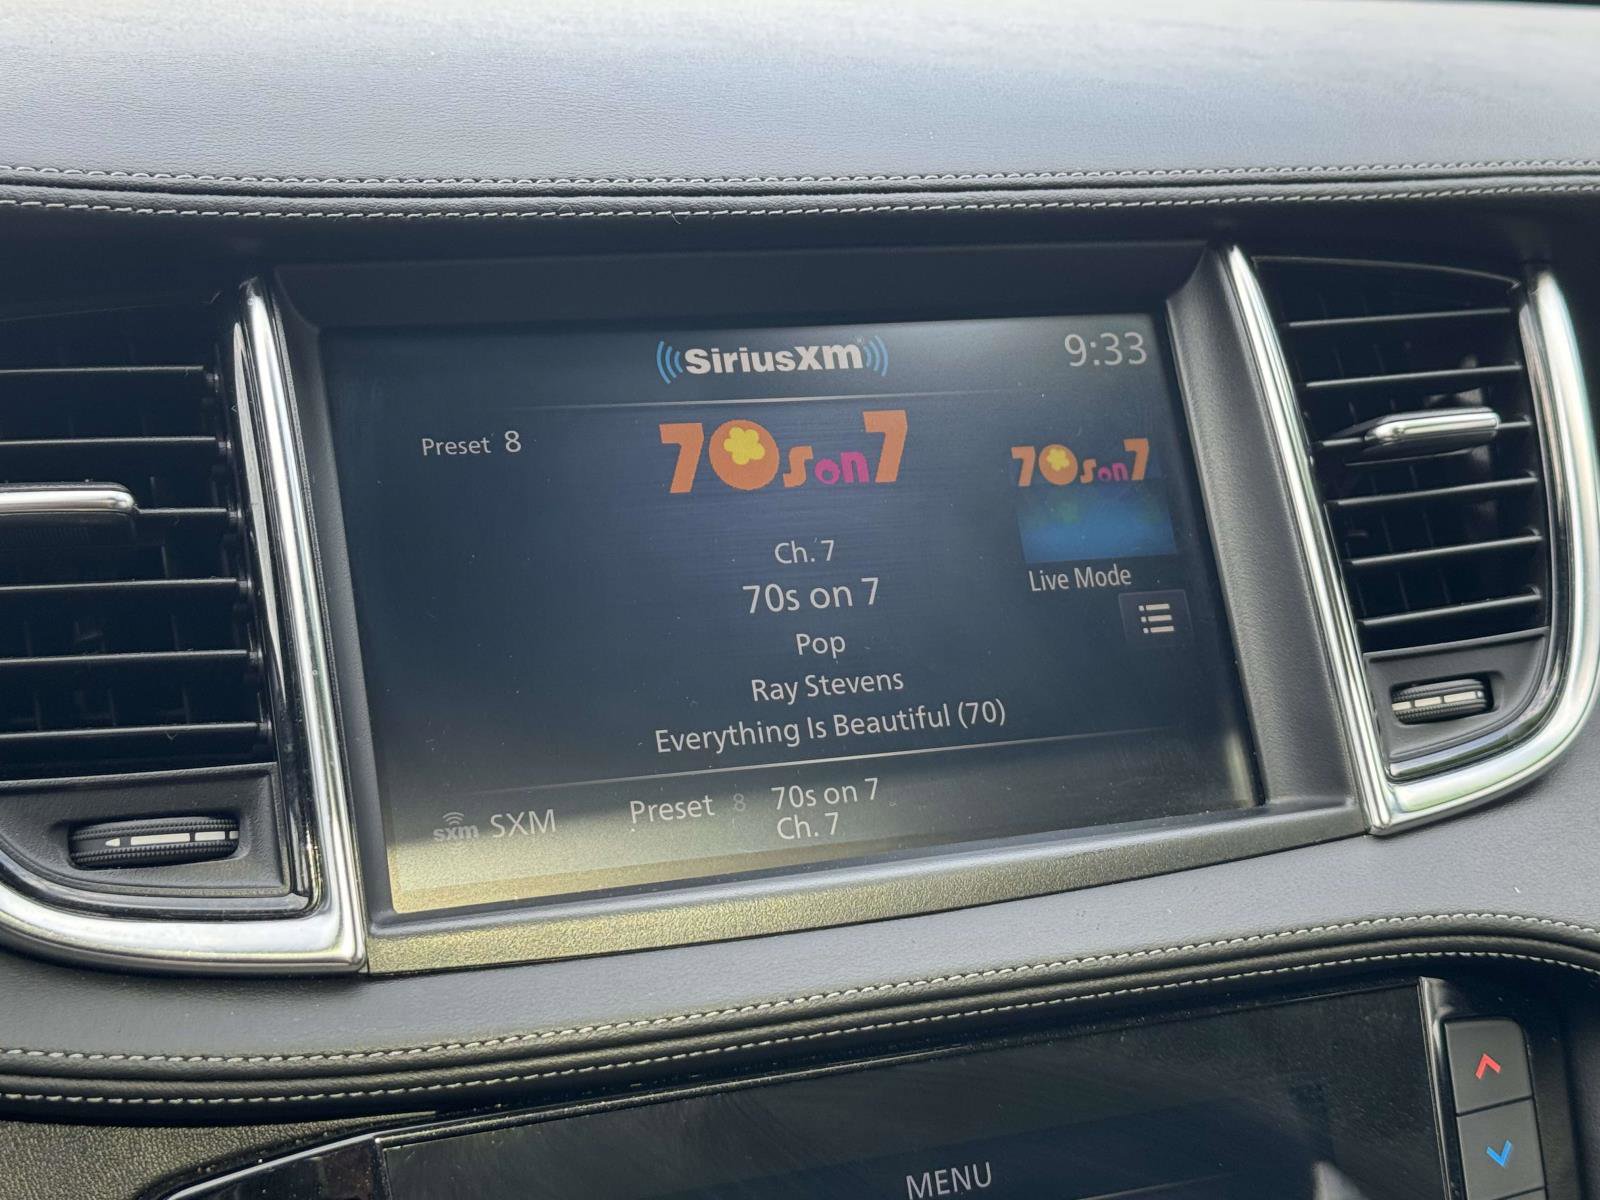 SiriusXM
9:33
Preset 8
70s on 7
70s on 7
Ch. 7
70s on 7
Live Mode
Pop
Ray Stevens
Everything Is Beautiful (70)
sxm SXM
Preset 8
70s on 7
Ch. 7
MENU